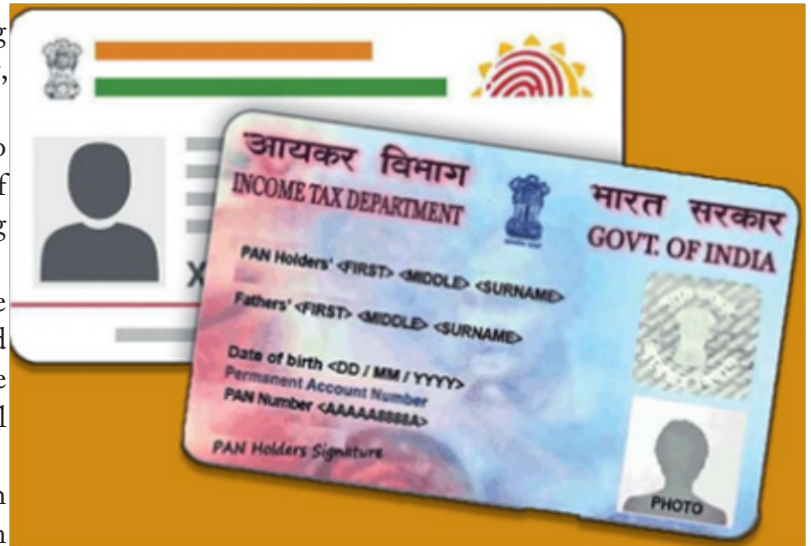 आयकर विभाग
INCOME TAX DEPARTMENT
भारत सरकार
GOVT. OF INDIA
PAN Holders' <FIRST> <MIDDLE> <SURNAME>
Fathers' <FIRST> <MIDDLE> <SURNAME>
Date of birth <DD / MM / YYYY>
Permanent Account Number
PAN Number <AAAAA8888A>
PAN Holders Signature
PHOTO
X